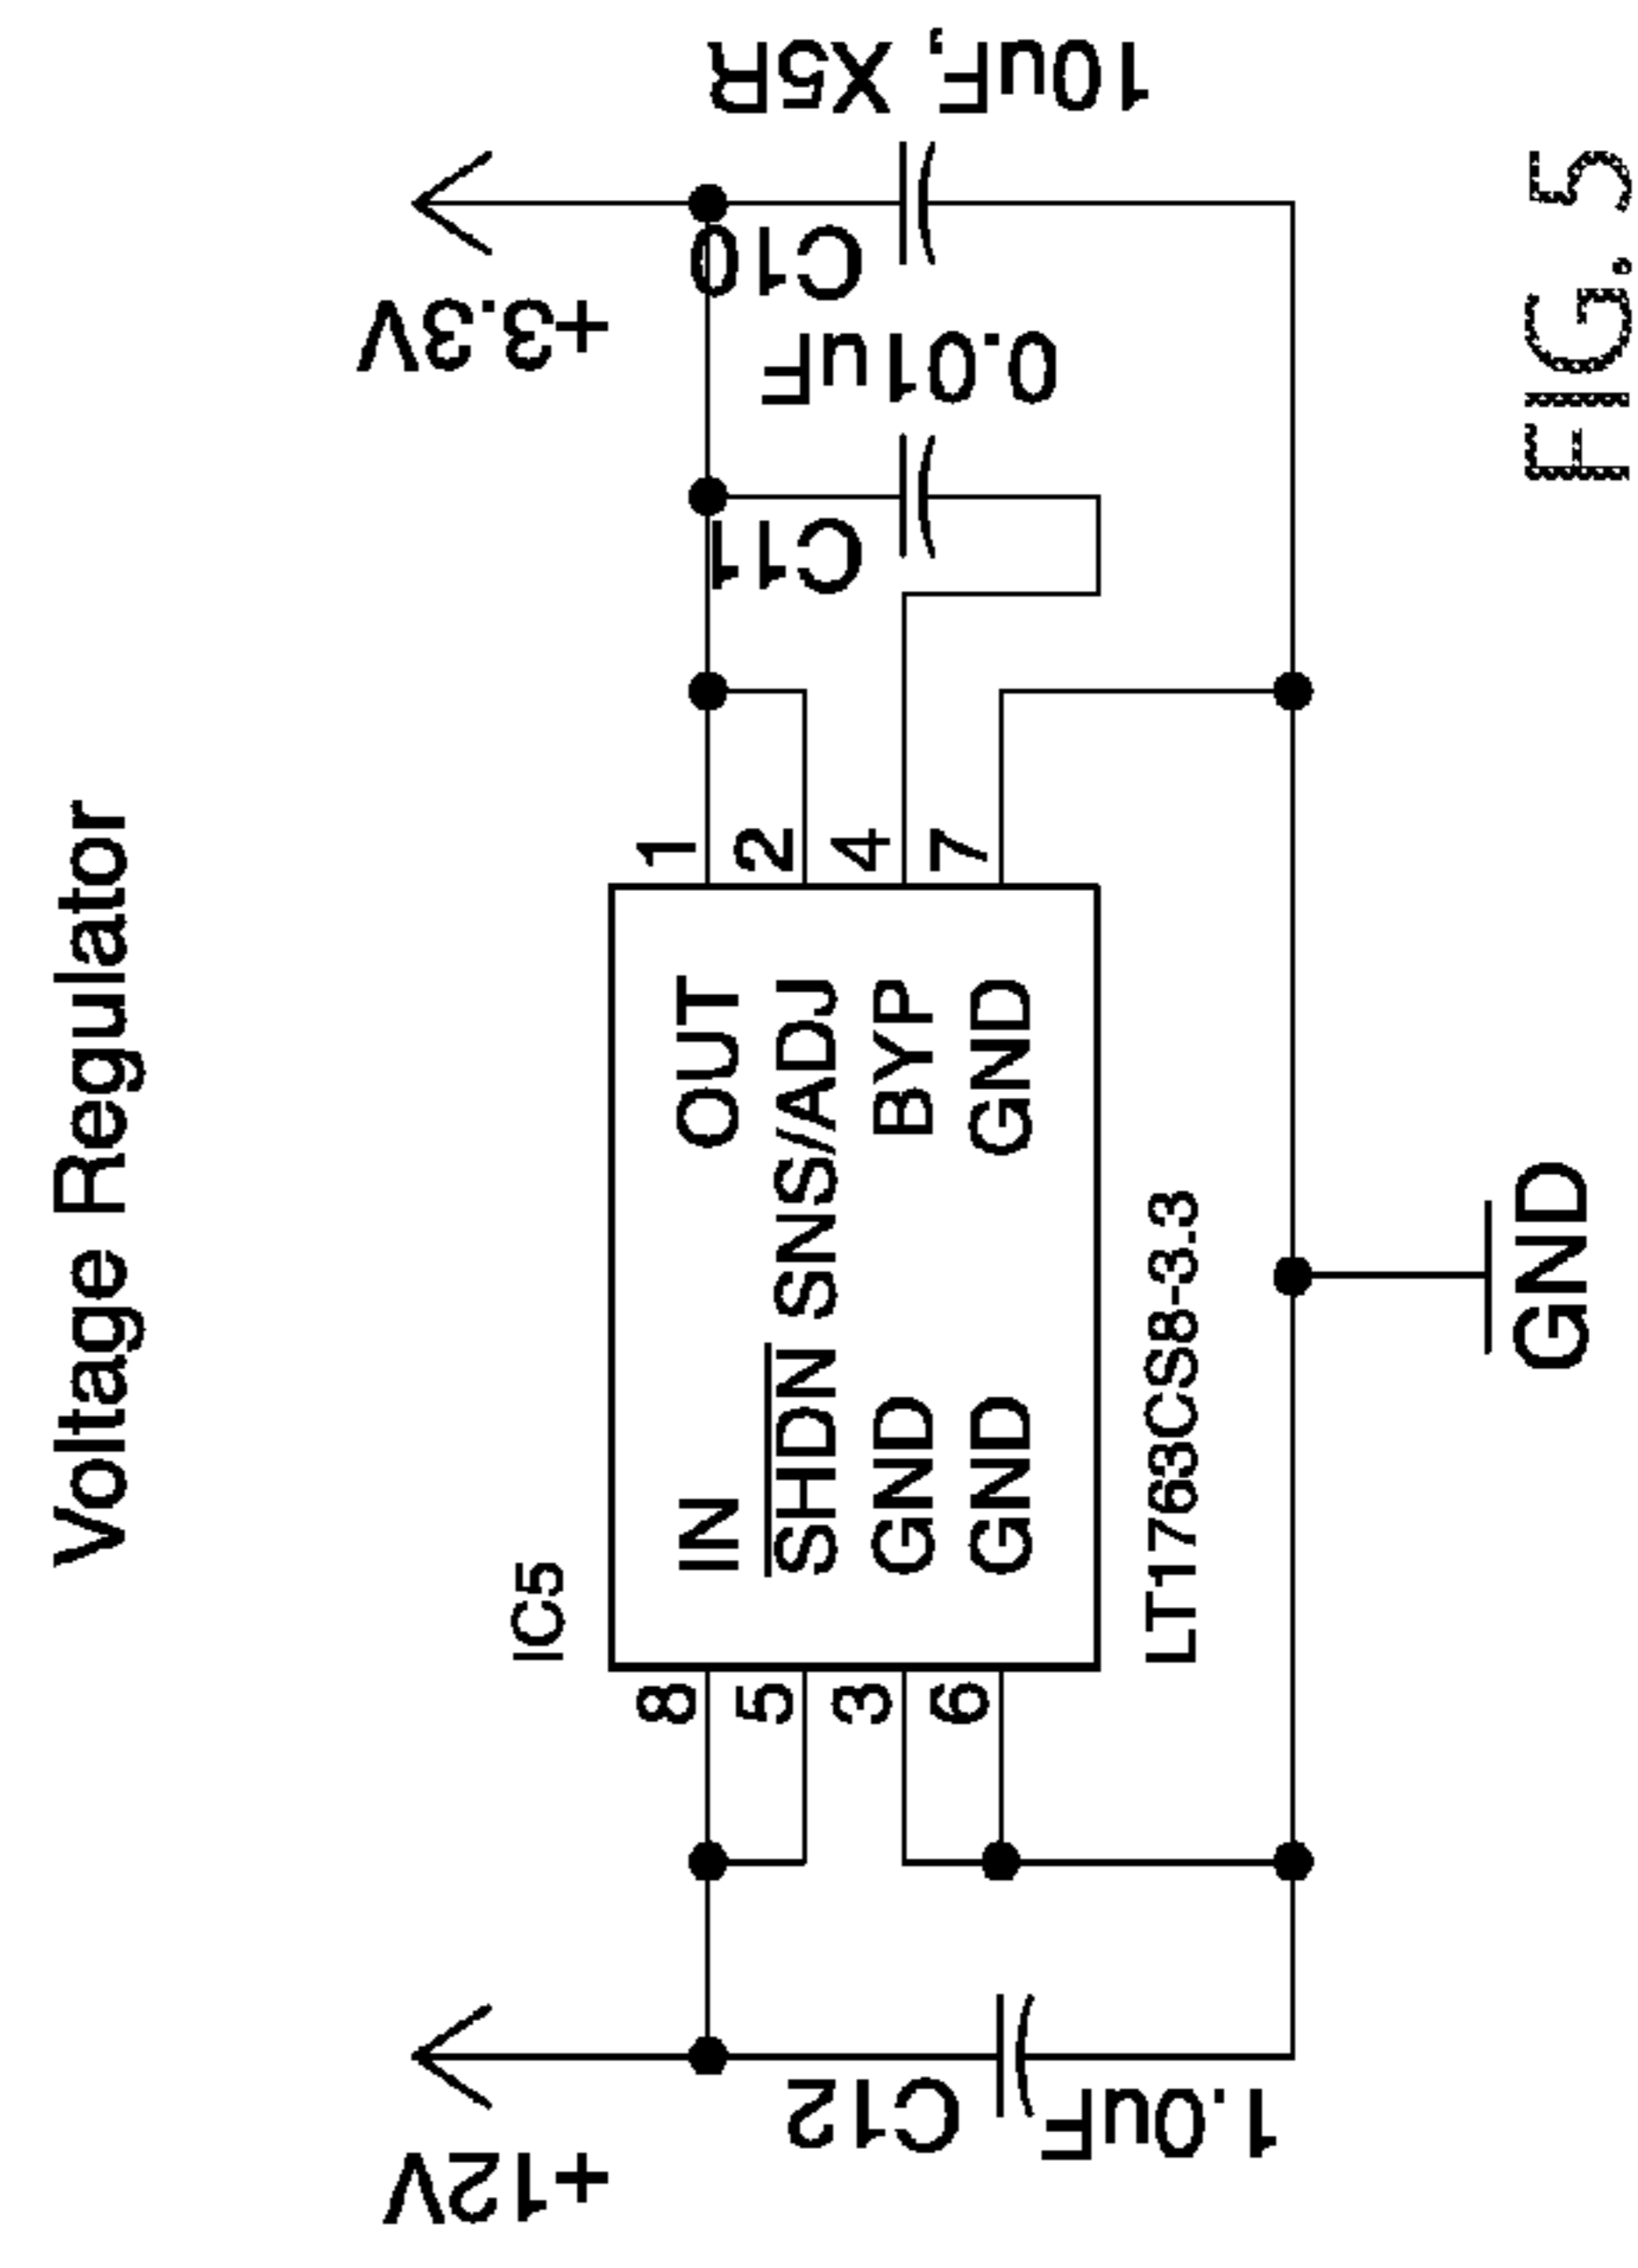 Voltage Regulator
+12V
+3.3V
IC5
8
IN
OUT
1
5
SHDN
SNS//ADJ
2
3
GND
BYP
4
6
GND
GND
7
LT1763CS8-3.3
C12
1.0uF
C11
0.01uF
C10
10uF, X5R
GND
FIG. 5